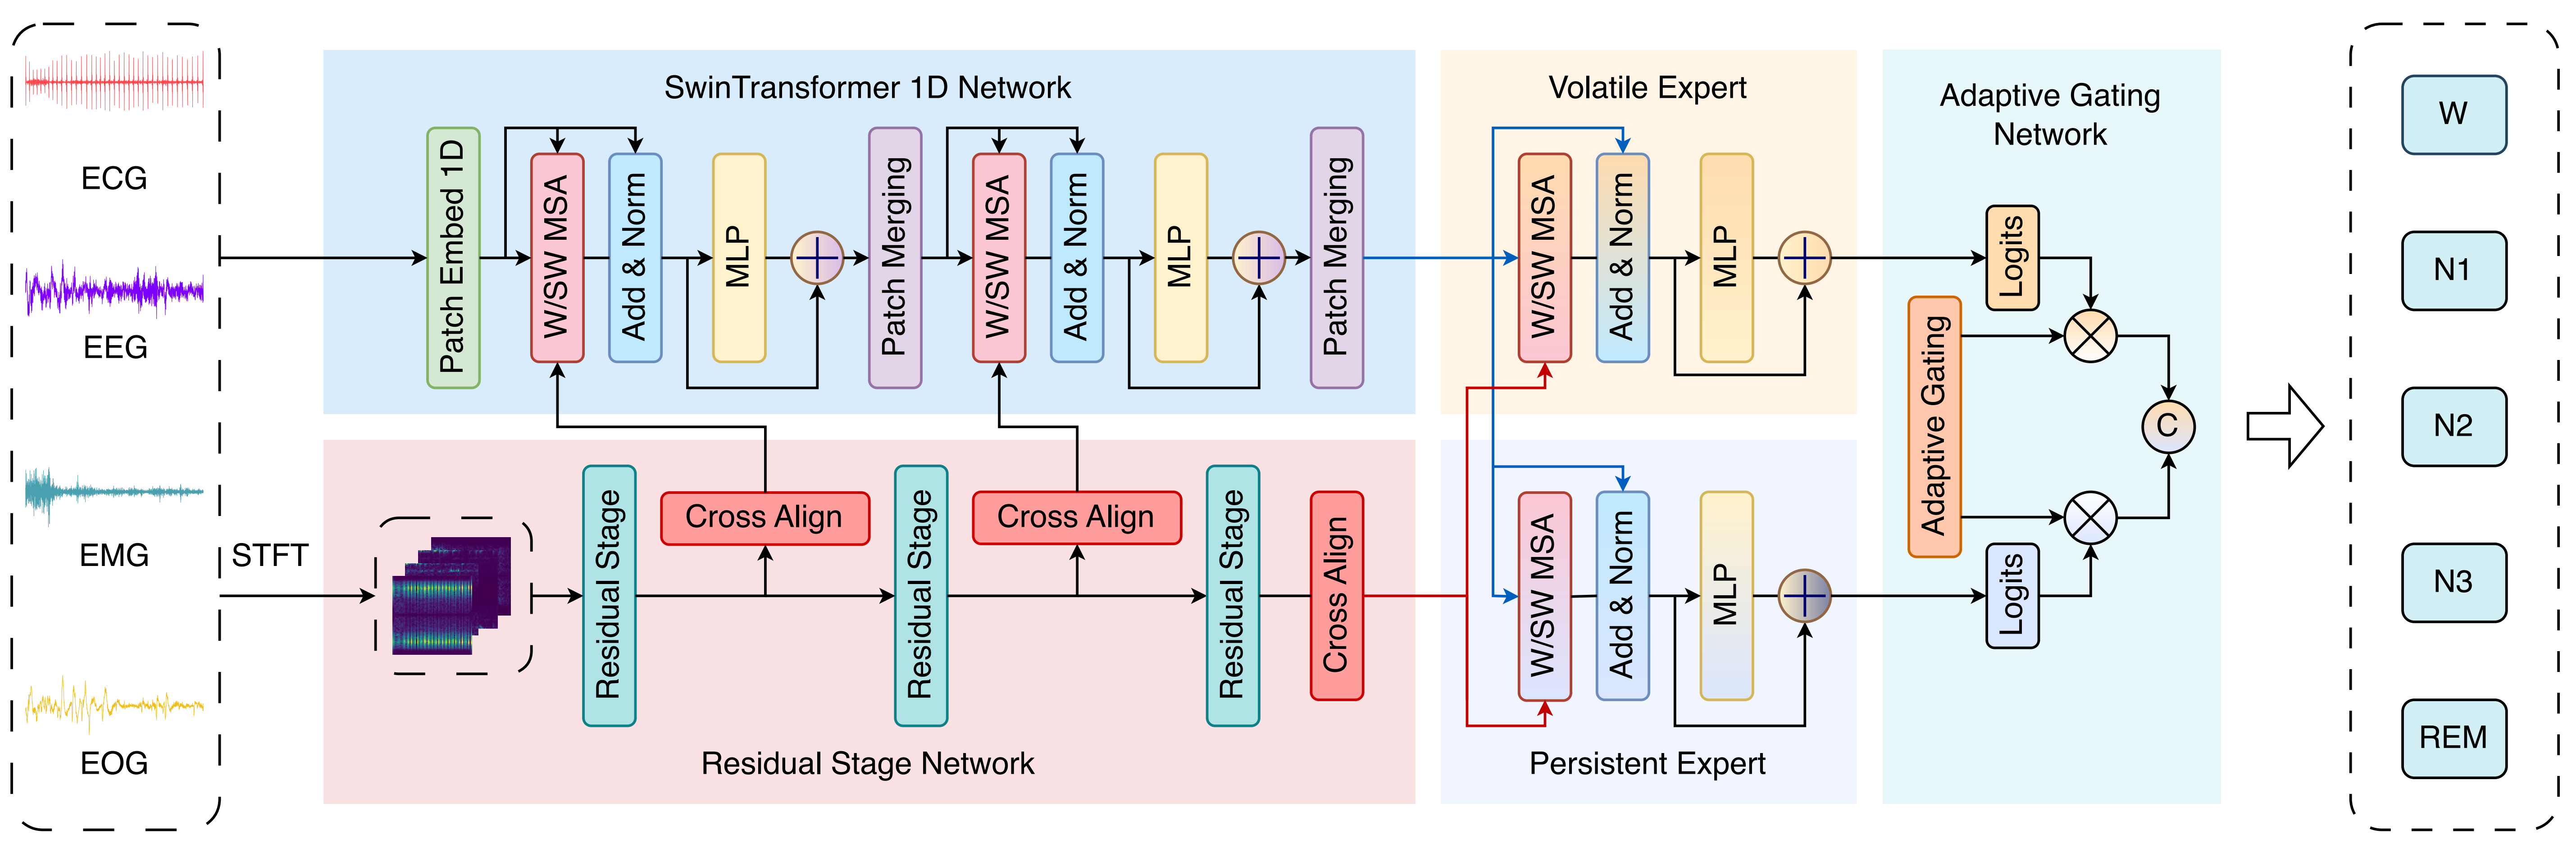 ECG
EEG
EMG
EOG
STFT
SwinTransformer 1D Network
Patch Embed 1D
W/SW MSA
Add & Norm
MLP
Patch Merging
W/SW MSA
Add & Norm
MLP
Patch Merging
Residual Stage
Cross Align
Residual Stage
Cross Align
Residual Stage
Cross Align
Residual Stage Network
Volatile Expert
W/SW MSA
Add & Norm
MLP
W/SW MSA
Add & Norm
MLP
Persistent Expert
Adaptive Gating
Network
Logits
Adaptive Gating
C
Logits
W
N1
N2
N3
REM